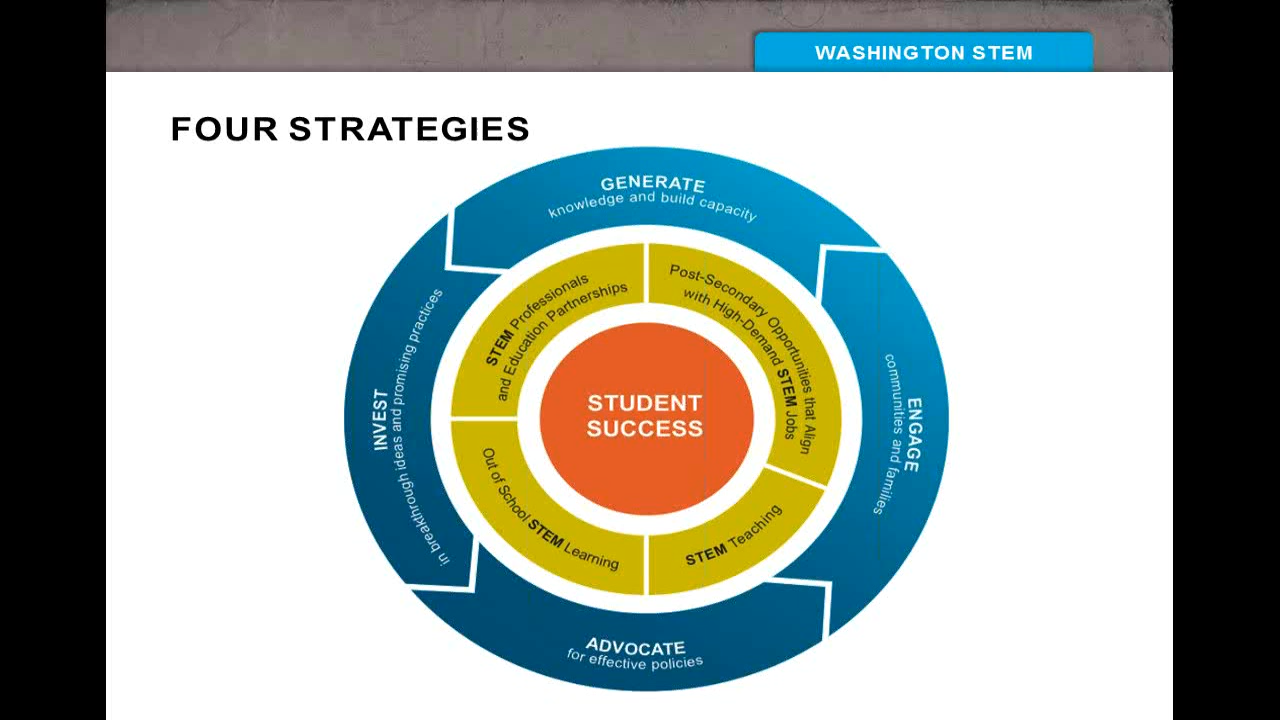 WASHINGTON STEM
FOUR STRATEGIES
GENERATE
knowledge and build capacity
STEM Professionals
and Education Partnerships
Post-Secondary Opportunities that Align
with High-Demand STEM Jobs
INVEST
in breakthrough ideas and promising practices
STUDENT
SUCCESS
ENGAGE
communities and families
Out of School STEM Learning
STEM Teaching
ADVOCATE
for effective policies